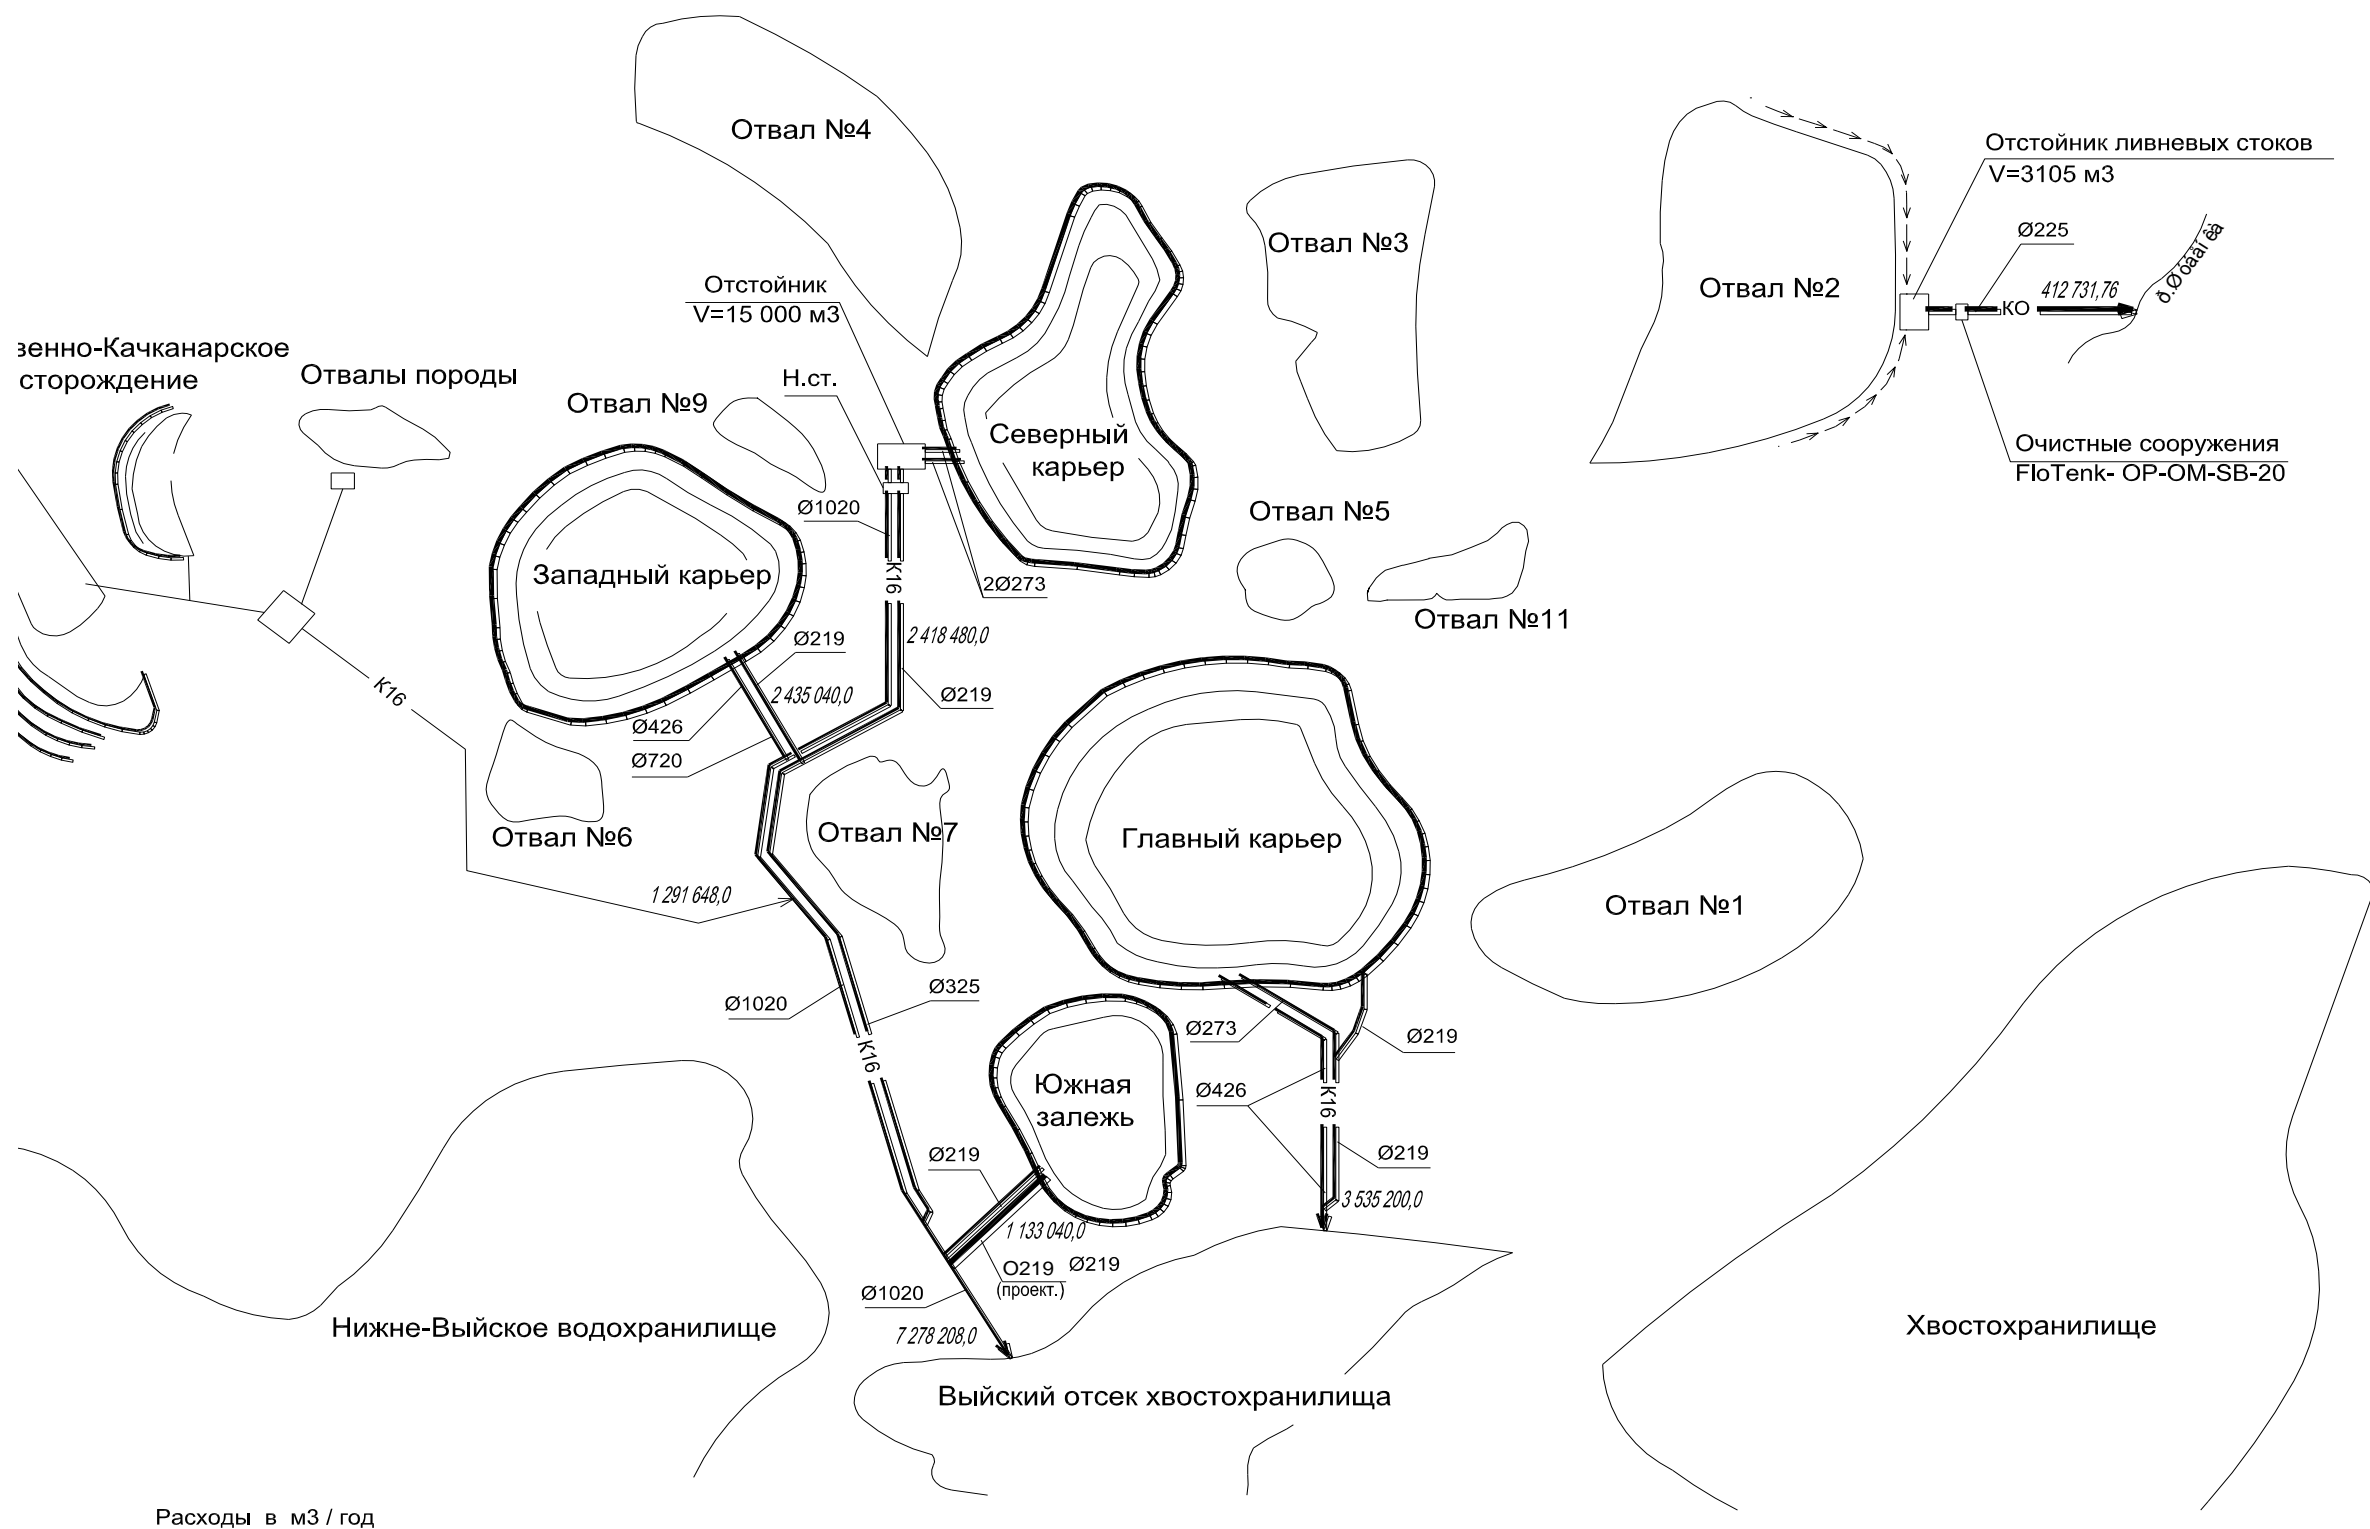 Отвал №4
Отстойник ливневых стоков
V=3105 м3
Ø225
Отвал №3
Отвал №2
412 731,76
КО
Отстойник
V=15 000 м3
венно-Качканарское
сторождение
Отвалы породы
Н.ст.
Отвал №9
Северный
карьер
Очистные сооружения
FloTenk- OP-OM-SB-20
Ø1020
Отвал №5
Западный карьер
К16
2Ø273
Отвал №11
Ø219
2 418 480,0
К16
2 435 040,0
Ø219
Ø426
Ø720
Отвал №6
Отвал №7
Главный карьер
1 291 648,0
Отвал №1
Ø1020
Ø325
Ø273
Ø219
К16
Южная
залежь
Ø426
К16
Ø219
Ø219
3 535 200,0
1 133 040,0
О219
Ø219
(проект.)
Ø1020
7 278 208,0
Нижне-Выйское водохранилище
Хвостохранилище
Выйский отсек хвостохранилища
Расходы в м3 / год